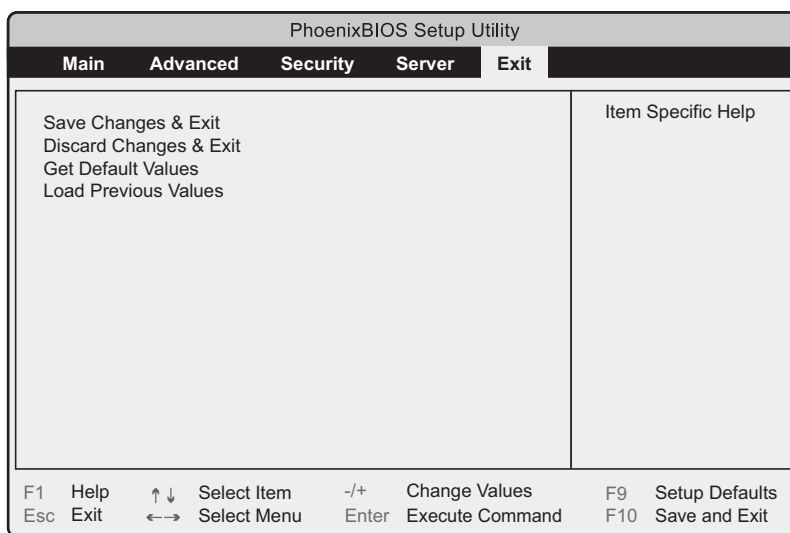 PhoenixBIOS Setup Utility
Main Advanced Security Server Exit
Save Changes & Exit
Discard Changes & Exit
Get Default Values
Load Previous Values
Item Specific Help
F1 Help ↑↓ Select Item -/+ Change Values F9 Setup Defaults
Esc Exit ←→ Select Menu Enter Execute Command F10 Save and Exit